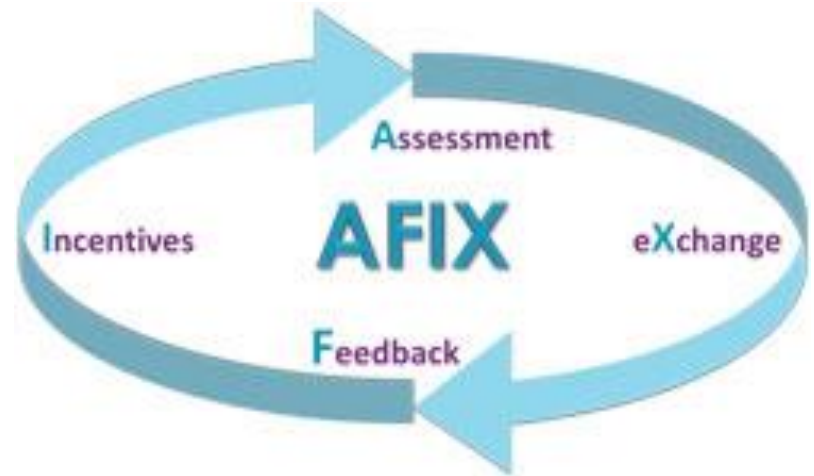 Assessment
Incentives
AFIX
eXchange
Feedback